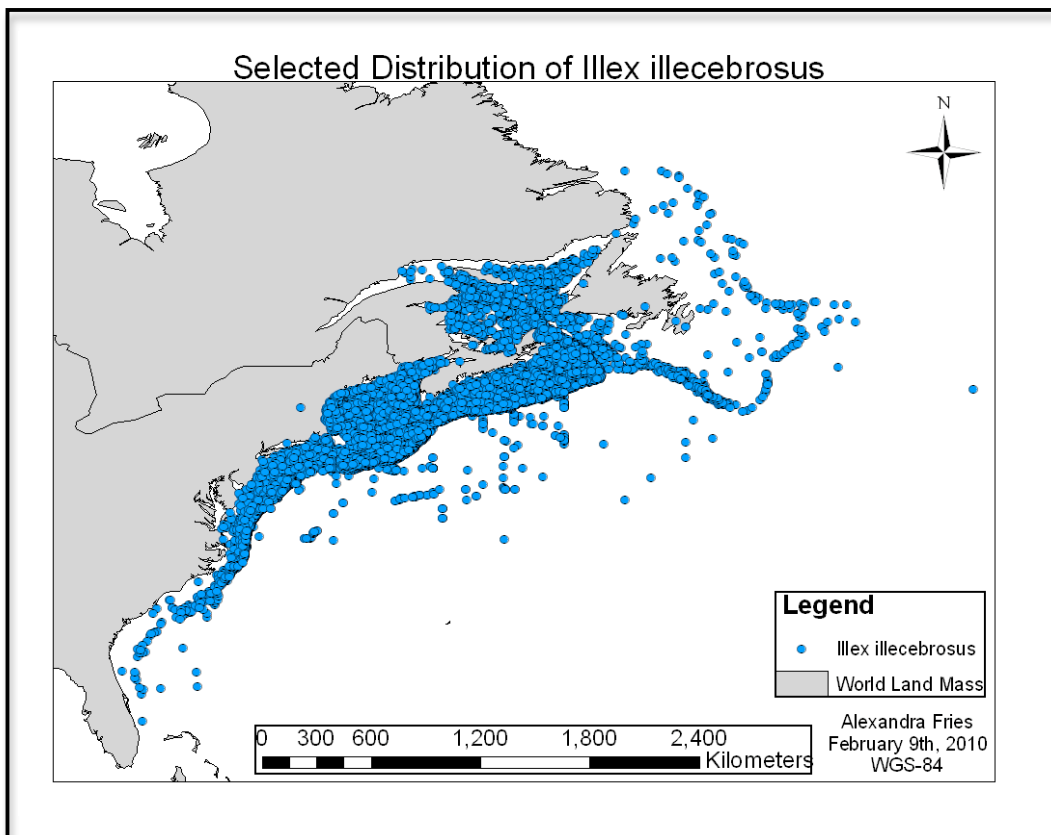 Selected Distribution of Illex illecebrosus
N
Legend
Illex illecebrosus
World Land Mass
Alexandra Fries
February 9th, 2010
WGS-84
0 300 600 1,200 1,800 2,400
Kilometers